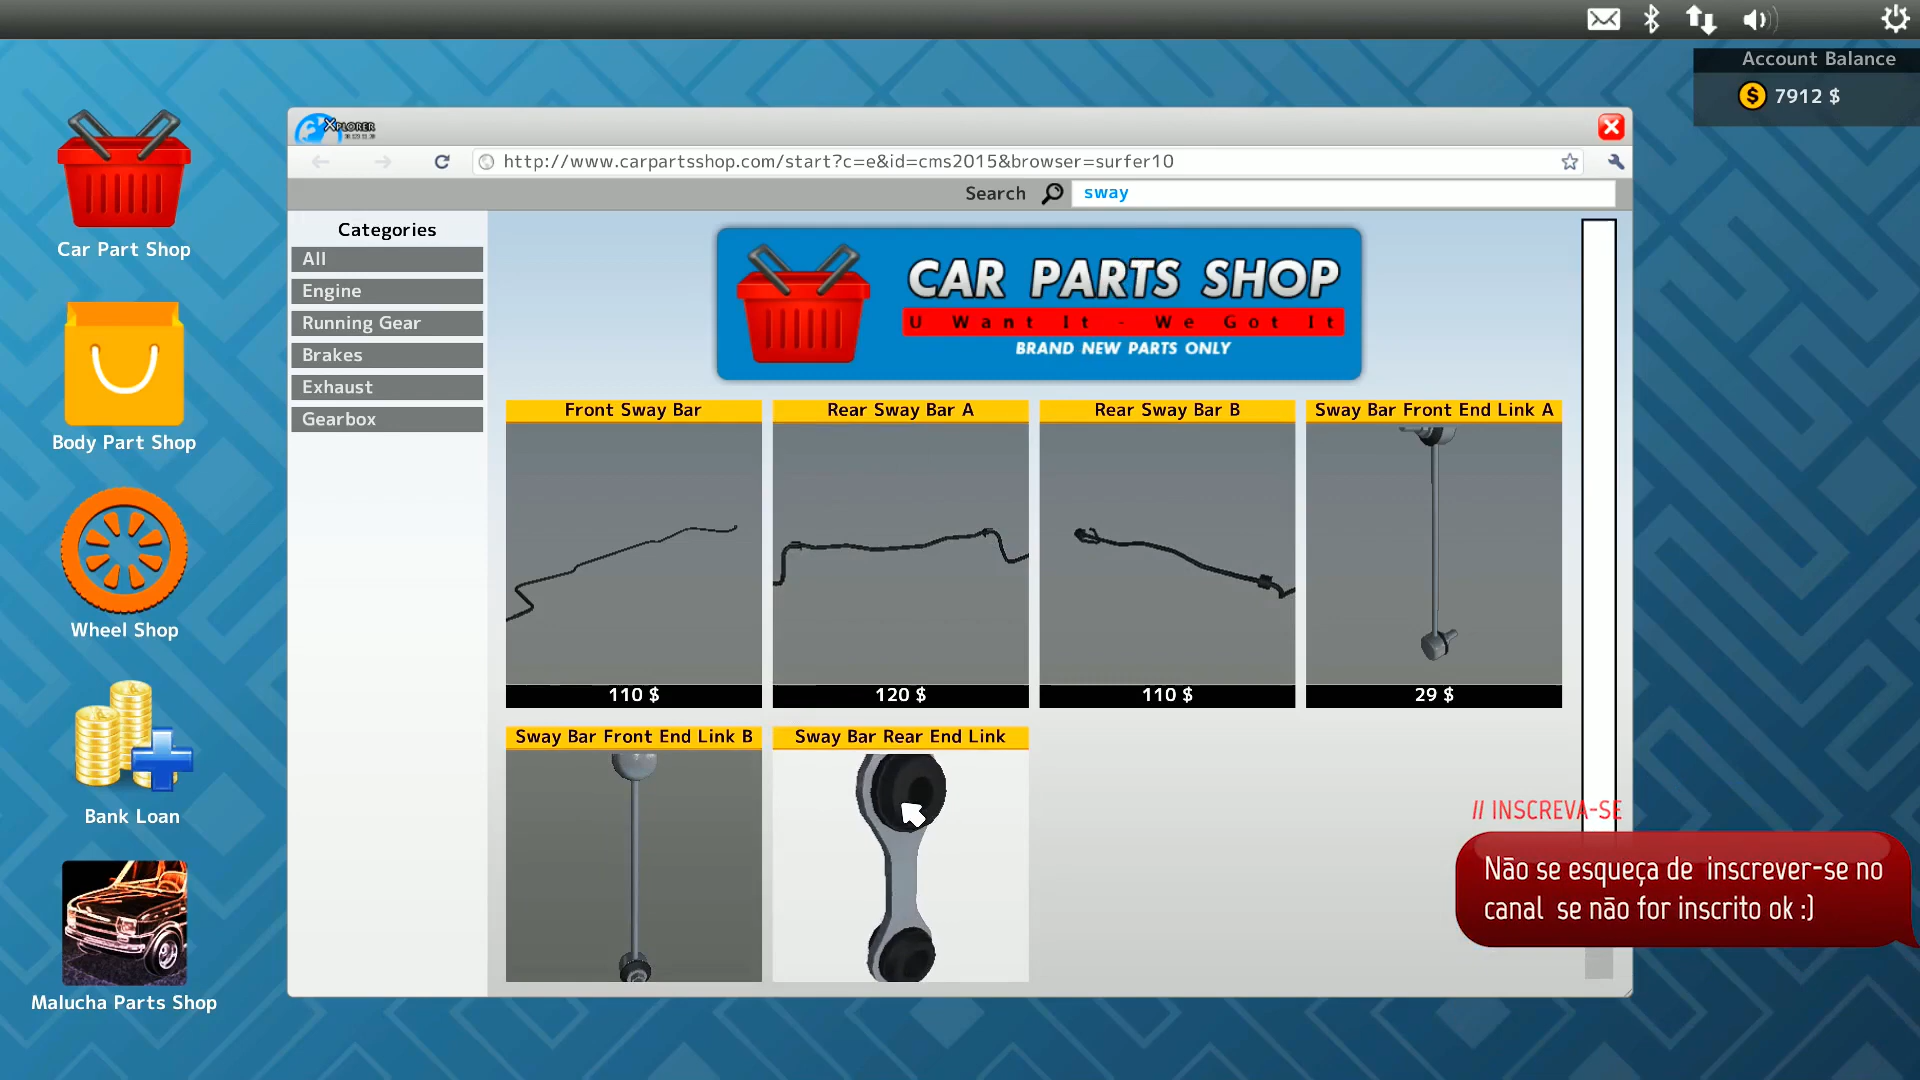 Account Balance
7912 $
XPLORER
http://www.carpartsshop.com/start?c=e&id=cms2015&browser=surfer10
Search
sway
Car Part Shop
Body Part Shop
Wheel Shop
Bank Loan
Malucha Parts Shop
Categories
All
Engine
Running Gear
Brakes
Exhaust
Gearbox
CAR PARTS SHOP
U Want It - We Got It
BRAND NEW PARTS ONLY
Front Sway Bar
110 $
Rear Sway Bar A
120 $
Rear Sway Bar B
110 $
Sway Bar Front End Link A
29 $
Sway Bar Front End Link B
Sway Bar Rear End Link
// INSCREVA-SE
Não se esqueça de inscrever-se no
canal se não for inscrito ok :)